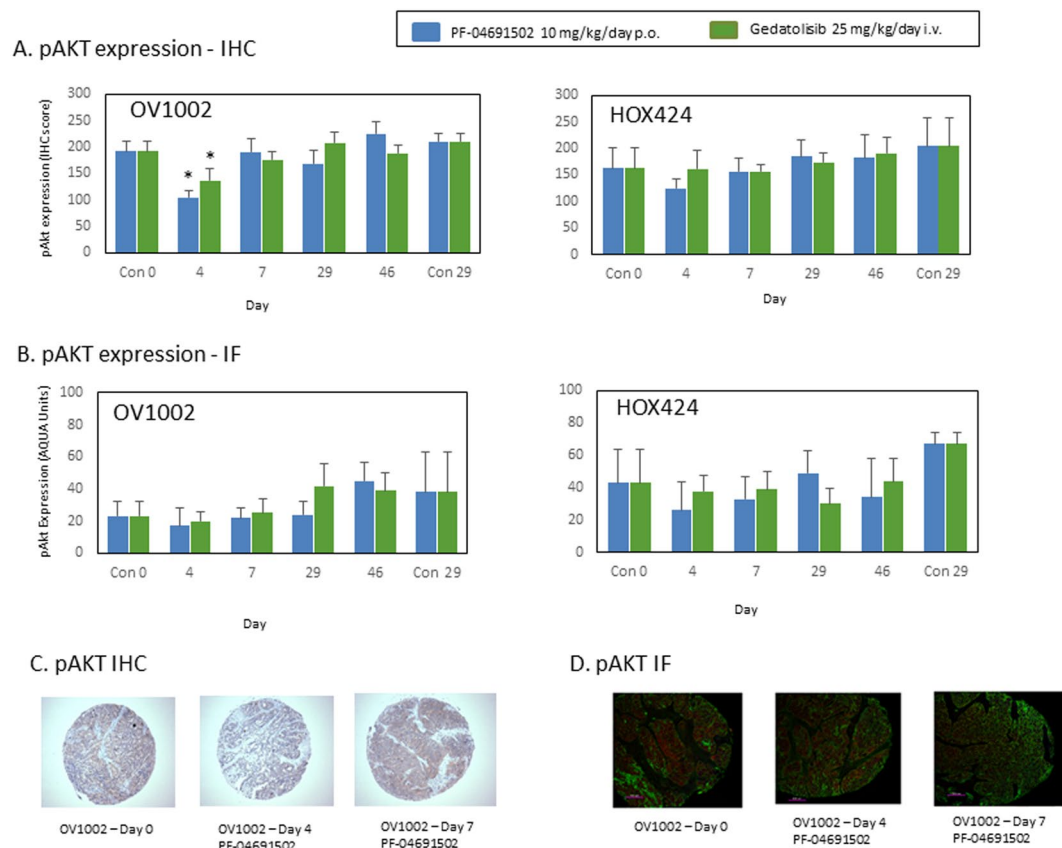 PF-04691502 10 mg/kg/day p.o. Gedatolisib 25 mg/kg/day i.v.
A. pAKT expression - IHC
pAkt expression (IHC score)
300
250
200
150
100
50
0
OV1002
* *
Con 0 4 7 29 46 Con 29
Day
300
250
200
150
100
50
0
HOX424
Con 0 4 7 29 46 Con 29
Day
B. pAKT expression - IF
pAkt Expression (AQUA Units)
100
80
60
40
20
0
OV1002
Con 0 4 7 29 46 Con 29
Day
100
80
60
40
20
0
HOX424
Con 0 4 7 29 46 Con 29
Day
C. pAKT IHC
OV1002 – Day 0
OV1002 – Day 4
PF-04691502
OV1002 – Day 7
PF-04691502
D. pAKT IF
OV1002 – Day 0
OV1002 – Day 4
PF-04691502
OV1002 – Day 7
PF-04691502